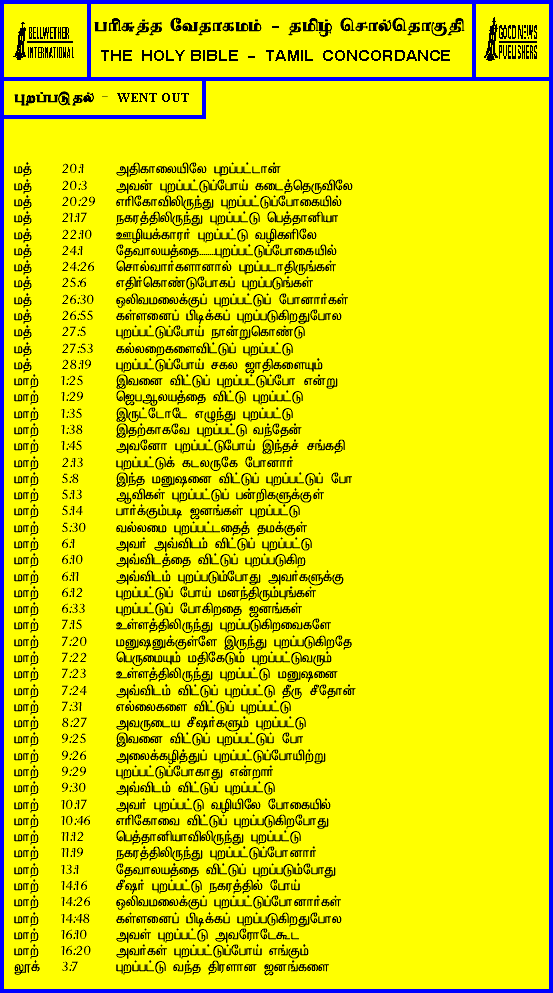 BELLWETHER INTERNATIONAL
பரிசுத்த வேதாகமம் - தமிழ் சொல்தொகுதி
THE HOLY BIBLE - TAMIL CONCORDANCE
GOOD NEWS PUBLISHERS
புறப்படுதல் - WENT OUT
மத் 20:1 அதிகாலையிலே புறப்பட்டான்
மத் 20:3 அவன் புறப்பட்டுப்போய் கடைத்தெருவிலே
மத் 20:29 எரிகோவிலிருந்து புறப்பட்டுப்போகையில்
மத் 21:17 நகரத்திலிருந்து புறப்பட்டு பெத்தானியா
மத் 22:10 ஊழியக்காரர் புறப்பட்டு வழிகளிலே
மத் 24:1 தேவாலயத்தை.......புறப்பட்டுப்போகையில்
மத் 24:26 சொல்வார்களானால் புறப்படாதிருங்கள்
மத் 25:6 எதிர்கொண்டுபோகப் புறப்படுங்கள்
மத் 26:30 ஒலிவமலைக்குப் புறப்பட்டுப் போனார்கள்
மத் 26:55 கள்ளனைப் பிடிக்கப் புறப்படுகிறதுபோல
மத் 27:5 புறப்பட்டுப்போய் நான்றுகொண்டு
மத் 27:53 கல்லறைகளைவிட்டுப் புறப்பட்டு
மத் 28:19 புறப்பட்டுப்போய் சகல ஜாதிகளையும்
மாற் 1:25 இவனை விட்டுப் புறப்பட்டுப்போ என்று
மாற் 1:29 ஜெபஆலயத்தை விட்டு புறப்பட்டு
மாற் 1:35 இருட்டோடே எழுந்து புறப்பட்டு
மாற் 1:38 இதற்காகவே புறப்பட்டு வந்தேன்
மாற் 1:45 அவனோ புறப்பட்டுபோய் இந்தச் சங்கதி
மாற் 2:13 புறப்பட்டுக் கடலருகே போனார்
மாற் 5:8 இந்த மனுஷனை விட்டுப் புறப்பட்டுப் போ
மாற் 5:13 ஆவிகள் புறப்பட்டுப் பன்றிகளுக்குள்
மாற் 5:14 பார்க்கும்படி ஜனங்கள் புறப்பட்டு
மாற் 5:30 வல்லமை புறப்பட்டதைத் தமக்குள்
மாற் 6:1 அவர் அவ்விடம் விட்டுப் புறப்பட்டு
மாற் 6:10 அவ்விடத்தை விட்டுப் புறப்படுகிற
மாற் 6:11 அவ்விடம் புறப்படும்போது அவர்களுக்கு
மாற் 6:12 புறப்பட்டுப் போய் மனந்திரும்புங்கள்
மாற் 6:33 புறப்பட்டுப் போகிறதை ஜனங்கள்
மாற் 7:15 உள்ளத்திலிருந்து புறப்படுகிறவைகளே
மாற் 7:20 மனுஷனுக்குள்ளே இருந்து புறப்படுகிறதே
மாற் 7:22 பெருமையும் மதிகேடும் புறப்பட்டுவரும்
மாற் 7:23 உள்ளத்திலிருந்து புறப்பட்டு மனுஷனை
மாற் 7:24 அவ்விடம் விட்டுப் புறப்பட்டு தீரு சீதோன்
மாற் 7:31 எல்லைகளை விட்டுப் புறப்பட்டு
மாற் 8:27 அவருடைய சீஷர்களும் புறப்பட்டு
மாற் 9:25 இவனை விட்டுப் புறப்பட்டுப் போ
மாற் 9:26 அலைக்கழித்துப் புறப்பட்டுப்போயிற்று
மாற் 9:29 புறப்பட்டுப்போகாது என்றார்
மாற் 9:30 அவ்விடம் விட்டுப் புறப்பட்டு
மாற் 10:17 அவர் புறப்பட்டு வழியிலே போகையில்
மாற் 10:46 எரிகோவை விட்டுப் புறப்படுகிறபோது
மாற் 11:12 பெத்தானியாவிலிருந்து புறப்பட்டு
மாற் 11:19 நகரத்திலிருந்து புறப்பட்டுப்போனார்
மாற் 13:1 தேவாலயத்தை விட்டுப் புறப்படும்போது
மாற் 14:16 சீஷர் புறப்பட்டு நகரத்தில் போய்
மாற் 14:26 ஒலிவமலைக்குப் புறப்பட்டுப்போனார்கள்
மாற் 14:48 கள்ளனைப் பிடிக்கப் புறப்படுகிறதுபோல
மாற் 16:10 அவள் புறப்பட்டு அவரோடேகூட
மாற் 16:20 அவர்கள் புறப்பட்டுப்போய் எங்கும்
லூக் 3:7 புறப்பட்டு வந்த திரளான ஜனங்களை